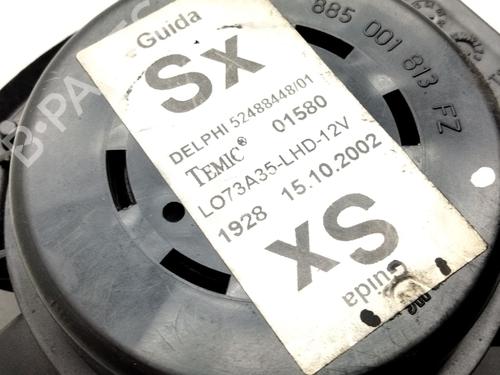 Guida
Sx
DELPHI 52488448/01
TEMIC® 01580
LO73A35-LHD-12V
1928 15.10.2002
Sx
Guida
885 001 813 FZ
B-PA